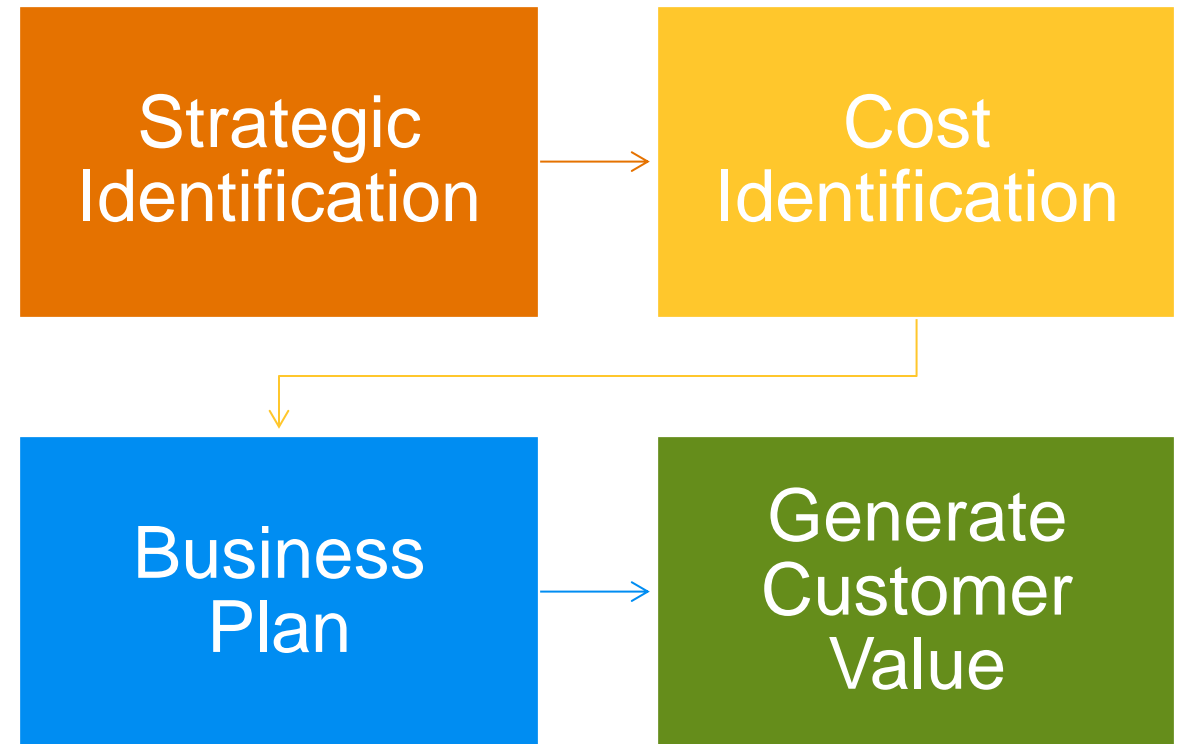 Strategic
Identification
Cost
Identification
Business
Plan
Generate
Customer
Value